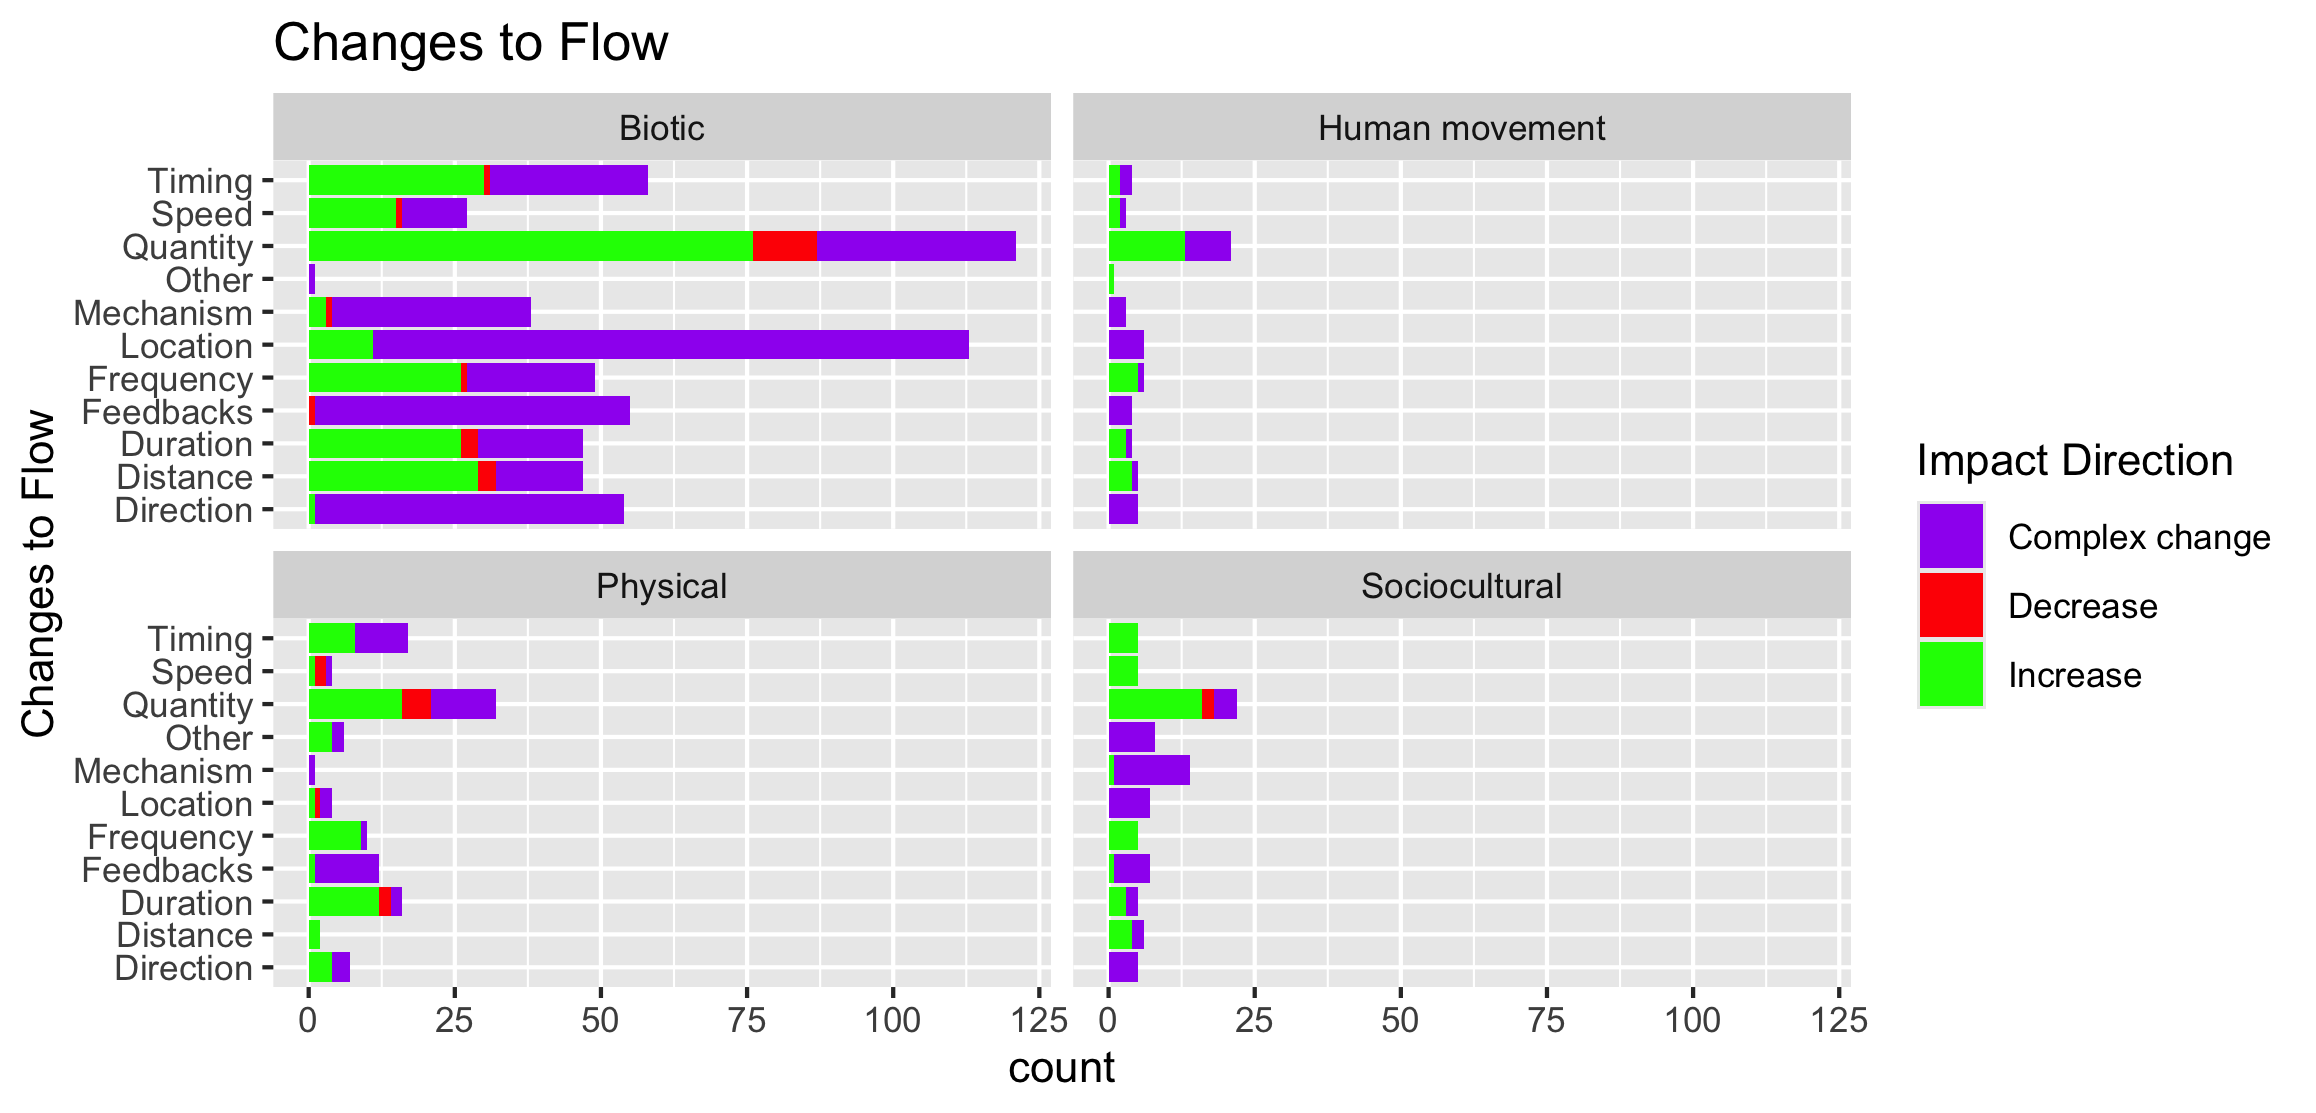 Changes to Flow
Biotic
Human movement
Timing
Speed
Quantity
Other
Mechanism
Location
Frequency
Feedbacks
Duration
Distance
Direction
Physical
Sociocultural
Timing
Speed
Quantity
Other
Mechanism
Location
Frequency
Feedbacks
Duration
Distance
Direction
0 25 50 75 100 125 0 25 50 75 100 125
count
Changes to Flow
Impact Direction
Complex change
Decrease
Increase